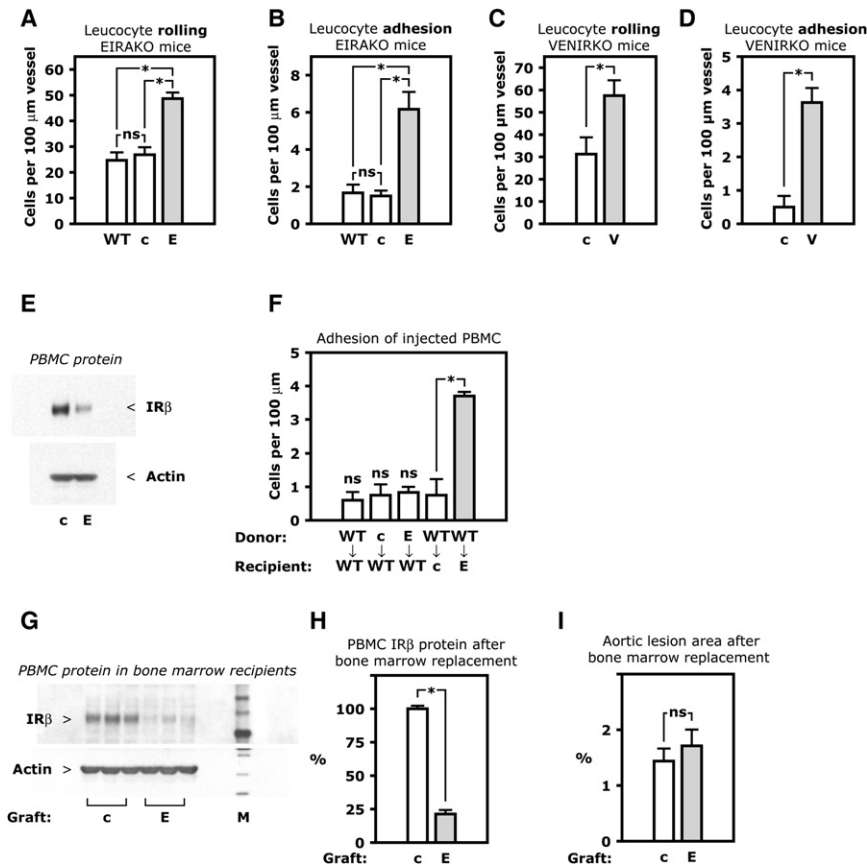 A
Leucocyte rolling
EIRAKO mice
Cells per 100 μm vessel
60
50
40
30
20
10
0
*
*
ns
WT c E
B
Leucocyte adhesion
EIRAKO mice
Cells per 100 μm vessel
8
6
4
2
0
*
*
ns
WT c E
C
Leucocyte rolling
VENIRKO mice
Cells per 100 μm vessel
70
60
50
40
30
20
10
0
*
c V
D
Leucocyte adhesion
VENIRKO mice
Cells per 100 μm vessel
5
4
3
2
1
0
*
c V
E
PBMC protein
< IRβ
< Actin
c E
F
Adhesion of injected PBMC
Cells per 100 μm
5
4
3
2
1
0
ns ns ns
*
Donor: WT c E WT WT
↓ ↓ ↓ ↓ ↓
Recipient: WT WT WT c E
G
PBMC protein in bone marrow recipients
IRβ >
Actin >
Graft: c E M
H
PBMC IRβ protein after
bone marrow replacement
%
100
75
50
25
0
*
Graft: c E
I
Aortic lesion area after
bone marrow replacement
%
2
1
0
ns
Graft: c E